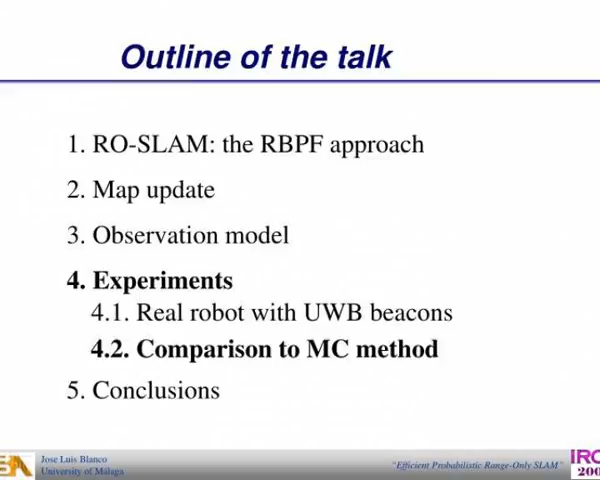 Outline of the talk
1. RO-SLAM: the RBPF approach
2. Map update
3. Observation model
4. Experiments
4.1. Real robot with UWB beacons
4.2. Comparison to MC method
5. Conclusions
Jose Luis Blanco
University of Málaga
"Efficient Probabilistic Range-Only SLAM"